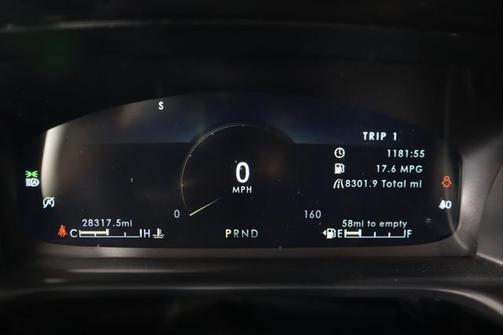 S
TRIP 1
1181:55
17.6 MPG
8301.9 Total mi
0
MPH
0 160
28317.5mi
58mi to empty
C H
PRND
E F